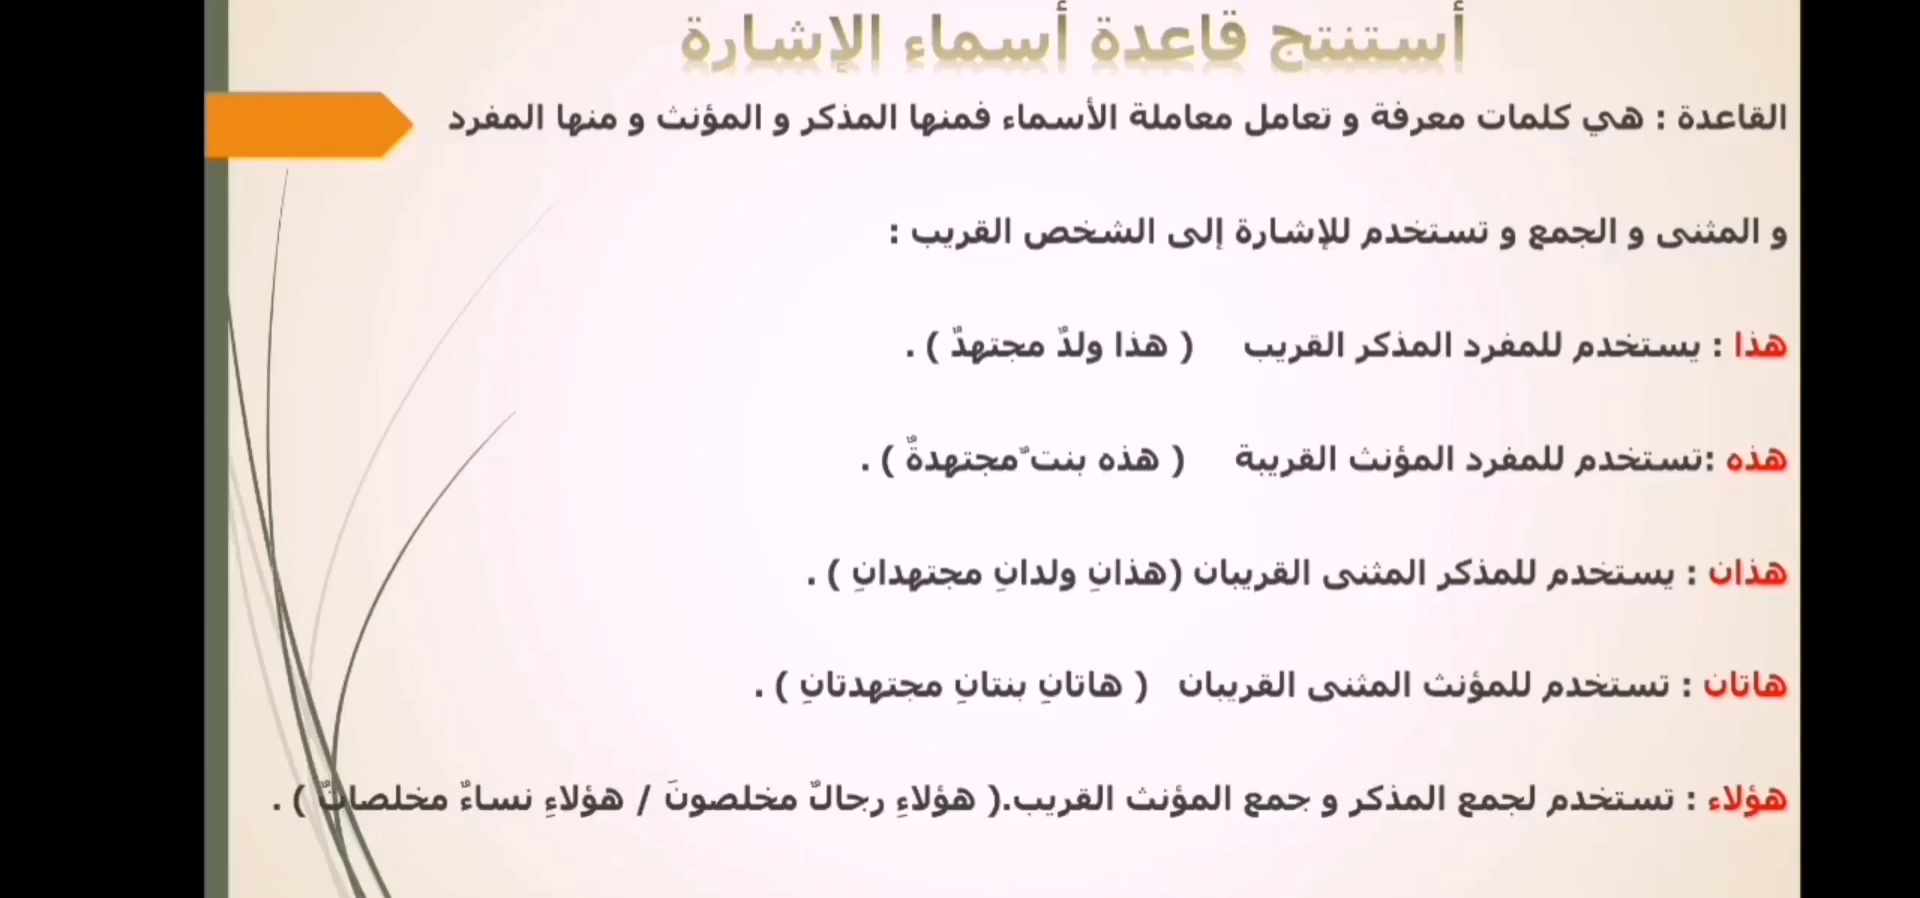 أستنتج قاعدة أسماء الإشارة
القاعدة : هي كلمات معرفة و تعامل معاملة الأسماء فمنها المذكر و المؤنث و منها المفرد
و المثنى و الجمع و تستخدم للإشارة إلى الشخص القريب :
هذا : يستخدم للمفرد المذكر القريب ( هذا ولدٌ مجتهدٌ ) .
هذه :تستخدم للمفرد المؤنث القريبة ( هذه بنت ٌمجتهدةٌ ) .
هذان : يستخدم للمذكر المثنى القريبان (هذانِ ولدانِ مجتهدانِ ) .
هاتان : تستخدم للمؤنث المثنى القريبان ( هاتانِ بنتانِ مجتهدتانِ ) .
هؤلاء : تستخدم لجمع المذكر و جمع المؤنث القريب.( هؤلاءِ رجالٌ مخلصونَ / هؤلاءِ نساءٌ مخلصاتٌ ) .